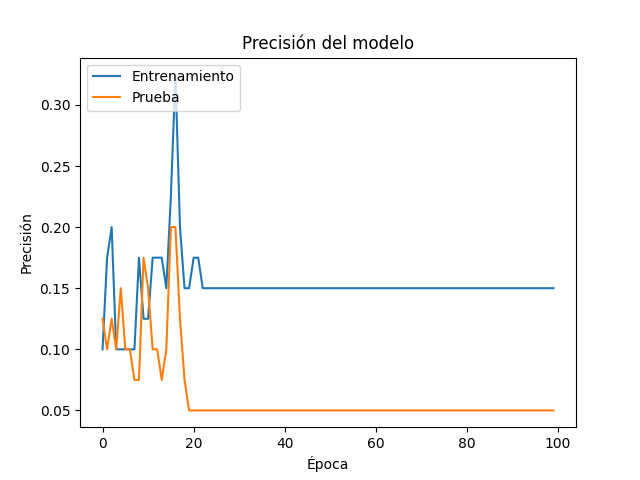 Precisión del modelo
Entrenamiento
Prueba
Precisión
0.30
0.25
0.20
0.15
0.10
0.05
0 20 40 60 80 100
Época